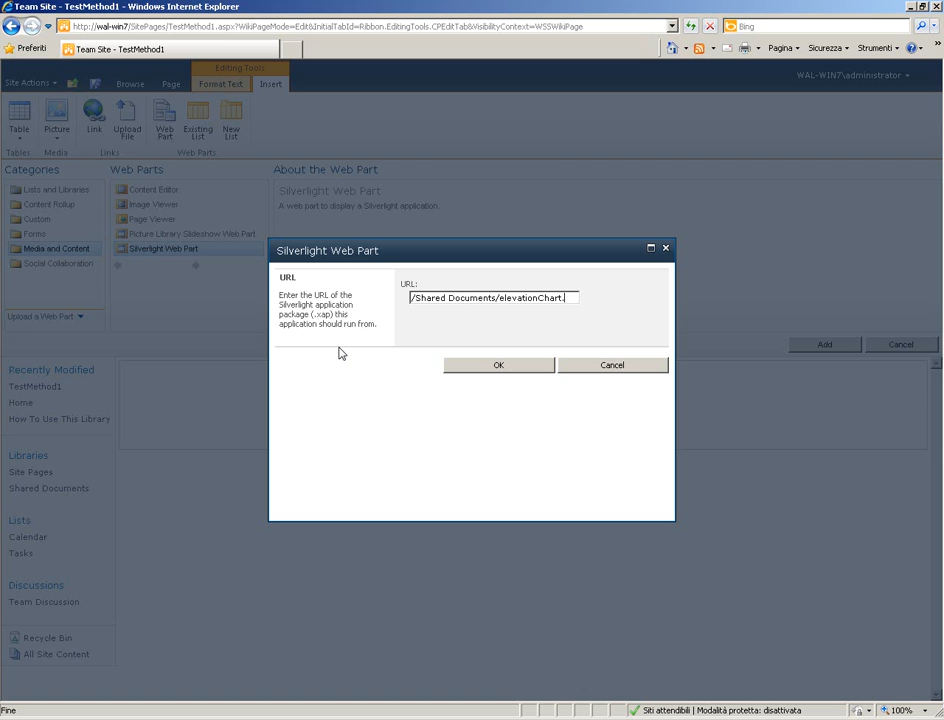 Team Site - TestMethod1 - Windows Internet Explorer
http://wal-win7/SitePages/TestMethod1.aspx?WikiPageMode=Edit&InitialTabId=Ribbon.EditingTools.CPEditTab&VisibilityContext=WSSWikiPage
Bing
Preferiti
Team Site - TestMethod1
Pagina
Sicurezza
Strumenti
Editing Tools
WAL-WIN7\administrator
Site Actions
Browse
Page
Format Text
Insert
Table
Picture
Link
Upload File
Web Part
Existing List
New List
Tables
Media
Links
Web Parts
Categories
Web Parts
About the Web Part
Lists and Libraries
Content Rollup
Custom
Forms
Media and Content
Social Collaboration
Content Editor
Image Viewer
Page Viewer
Picture Library Slideshow Web Part
Silverlight Web Part
Silverlight Web Part
A web part to display a Silverlight application.
Upload a Web Part
Add
Cancel
Silverlight Web Part
URL
Enter the URL of the
Silverlight application
package (.xap) this
application should run from.
URL:
/Shared Documents/elevationChart.
OK
Cancel
Recently Modified
TestMethod1
Home
How To Use This Library
Libraries
Site Pages
Shared Documents
Lists
Calendar
Tasks
Discussions
Team Discussion
Recycle Bin
All Site Content
Fine
Siti attendibili | Modalità protetta: disattivata
100%